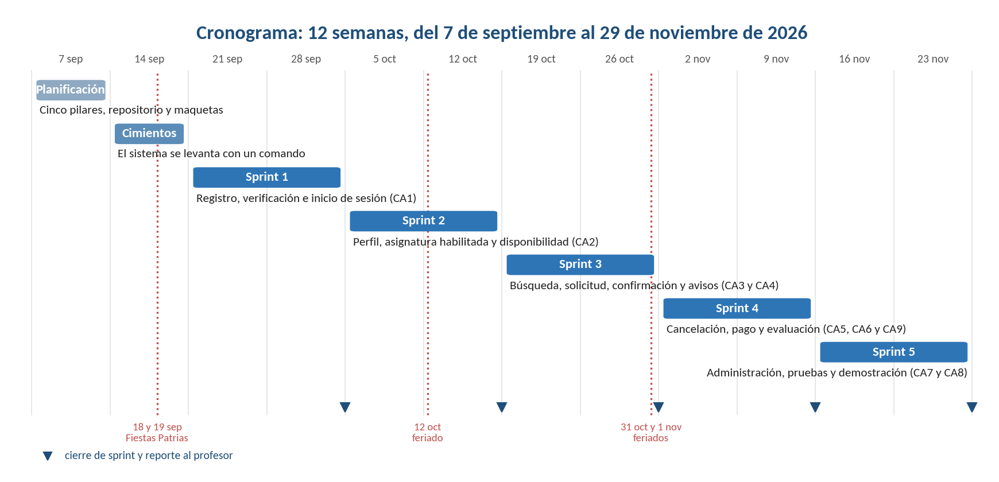 Cronograma: 12 semanas, del 7 de septiembre al 29 de noviembre de 2026
7 sep 14 sep 21 sep 28 sep 5 oct 12 oct 19 oct 26 oct 2 nov 9 nov 16 nov 23 nov
Planificación
Cinco pilares, repositorio y maquetas
Cimientos
El sistema se levanta con un comando
Sprint 1
Registro, verificación e inicio de sesión (CA1)
Sprint 2
Perfil, asignatura habilitada y disponibilidad (CA2)
Sprint 3
Búsqueda, solicitud, confirmación y avisos (CA3 y CA4)
Sprint 4
Cancelación, pago y evaluación (CA5, CA6 y CA9)
Sprint 5
Administración, pruebas y demostración (CA7 y CA8)
18 y 19 sep
Fiestas Patrias
12 oct
feriado
31 oct y 1 nov
feriados
cierre de sprint y reporte al profesor